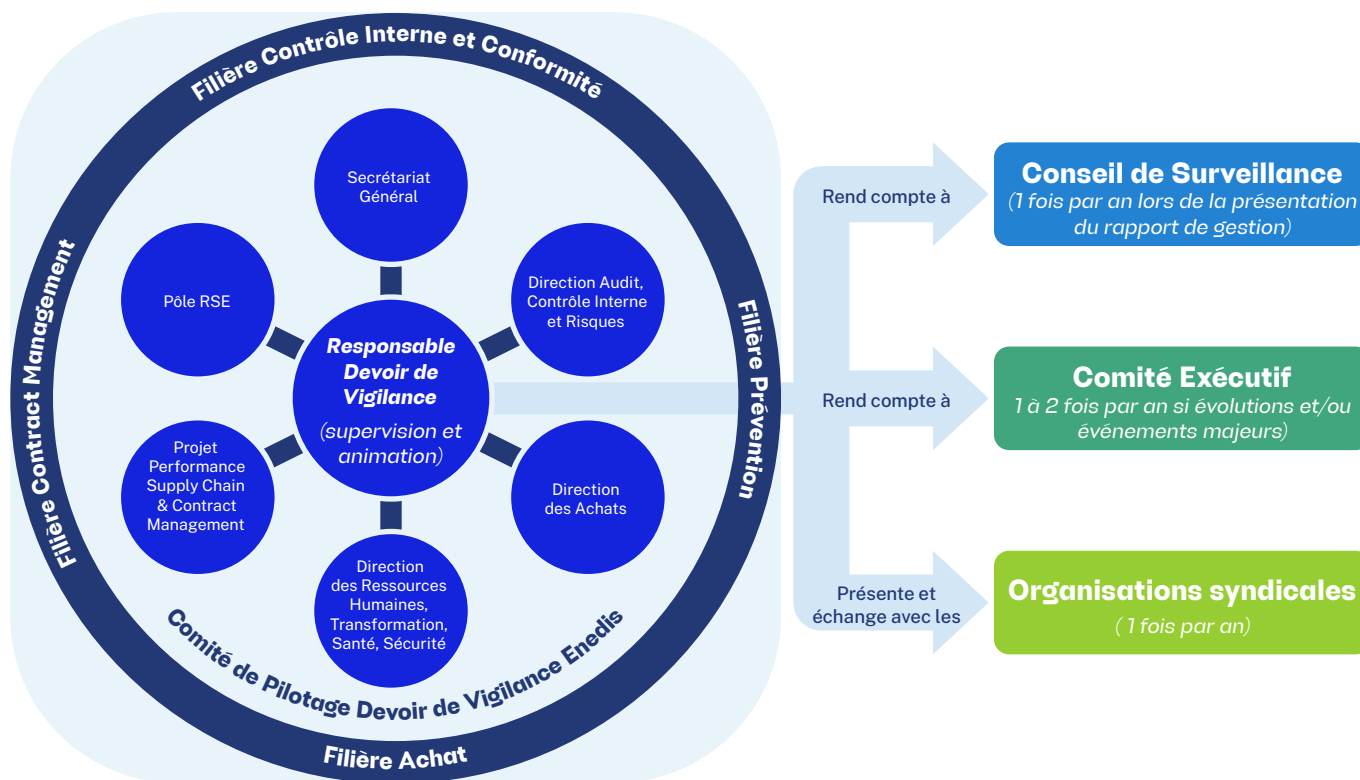 Filière Contrôle Interne et Conformité
Filière Contract Management
Filière Prévention
Filière Achat
Comité de Pilotage Devoir de Vigilance Enedis
Secrétariat
Général
Pôle RSE
Direction Audit,
Contrôle Interne
et Risques
Responsable
Devoir de
Vigilance
(supervision et
animation)
Projet
Performance
Supply Chain
& Contract
Management
Direction
des Achats
Direction
des Ressources
Humaines,
Transformation,
Santé, Sécurité
Rend compte à
Conseil de Surveillance
(1 fois par an lors de la présentation
du rapport de gestion)
Rend compte à
Comité Exécutif
1 à 2 fois par an si évolutions et/ou
événements majeurs)
Présente et
échange avec les
Organisations syndicales
( 1 fois par an)